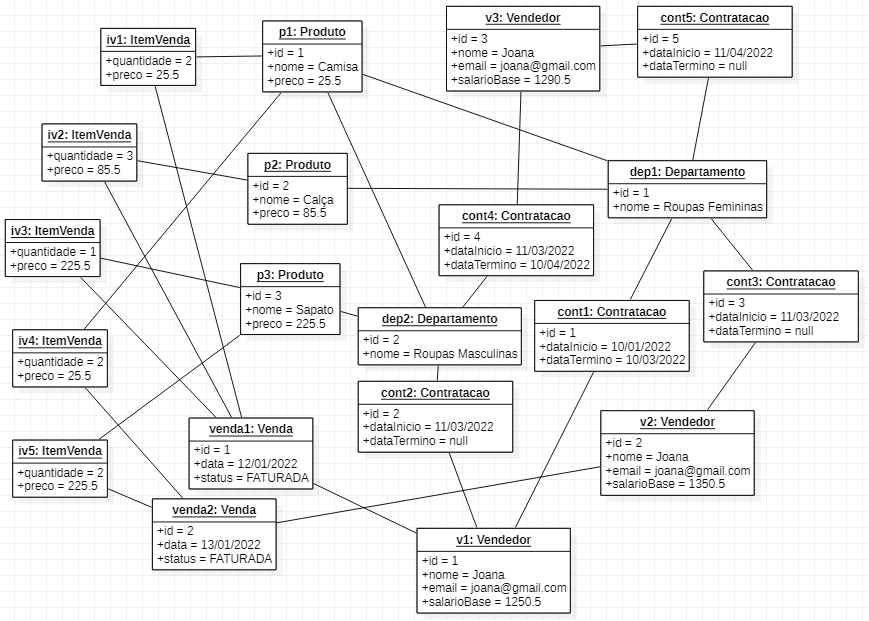 iv1: ItemVenda
+quantidade = 2
+preco = 25.5
p1: Produto
+id = 1
+nome = Camisa
+preco = 25.5
v3: Vendedor
+id = 3
+nome = Joana
+email = joana@gmail.com
+salarioBase = 1290.5
cont5: Contratacao
+id = 5
+dataInicio = 11/04/2022
+dataTermino = null
iv2: ItemVenda
+quantidade = 3
+preco = 85.5
p2: Produto
+id = 2
+nome = Calça
+preco = 85.5
dep1: Departamento
+id = 1
+nome = Roupas Femininas
iv3: ItemVenda
+quantidade = 1
+preco = 225.5
cont4: Contratacao
+id = 4
+dataInicio = 11/03/2022
+dataTermino = 10/04/2022
p3: Produto
+id = 3
+nome = Sapato
+preco = 225.5
cont3: Contratacao
+id = 3
+dataInicio = 11/03/2022
+dataTermino = null
dep2: Departamento
+id = 2
+nome = Roupas Masculinas
cont1: Contratacao
+id = 1
+dataInicio = 10/01/2022
+dataTermino = 10/03/2022
iv4: ItemVenda
+quantidade = 2
+preco = 25.5
cont2: Contratacao
+id = 2
+dataInicio = 11/03/2022
+dataTermino = null
venda1: Venda
+id = 1
+data = 12/01/2022
+status = FATURADA
v2: Vendedor
+id = 2
+nome = Joana
+email = joana@gmail.com
+salarioBase = 1350.5
iv5: ItemVenda
+quantidade = 2
+preco = 225.5
venda2: Venda
+id = 2
+data = 13/01/2022
+status = FATURADA
v1: Vendedor
+id = 1
+nome = Joana
+email = joana@gmail.com
+salarioBase = 1250.5